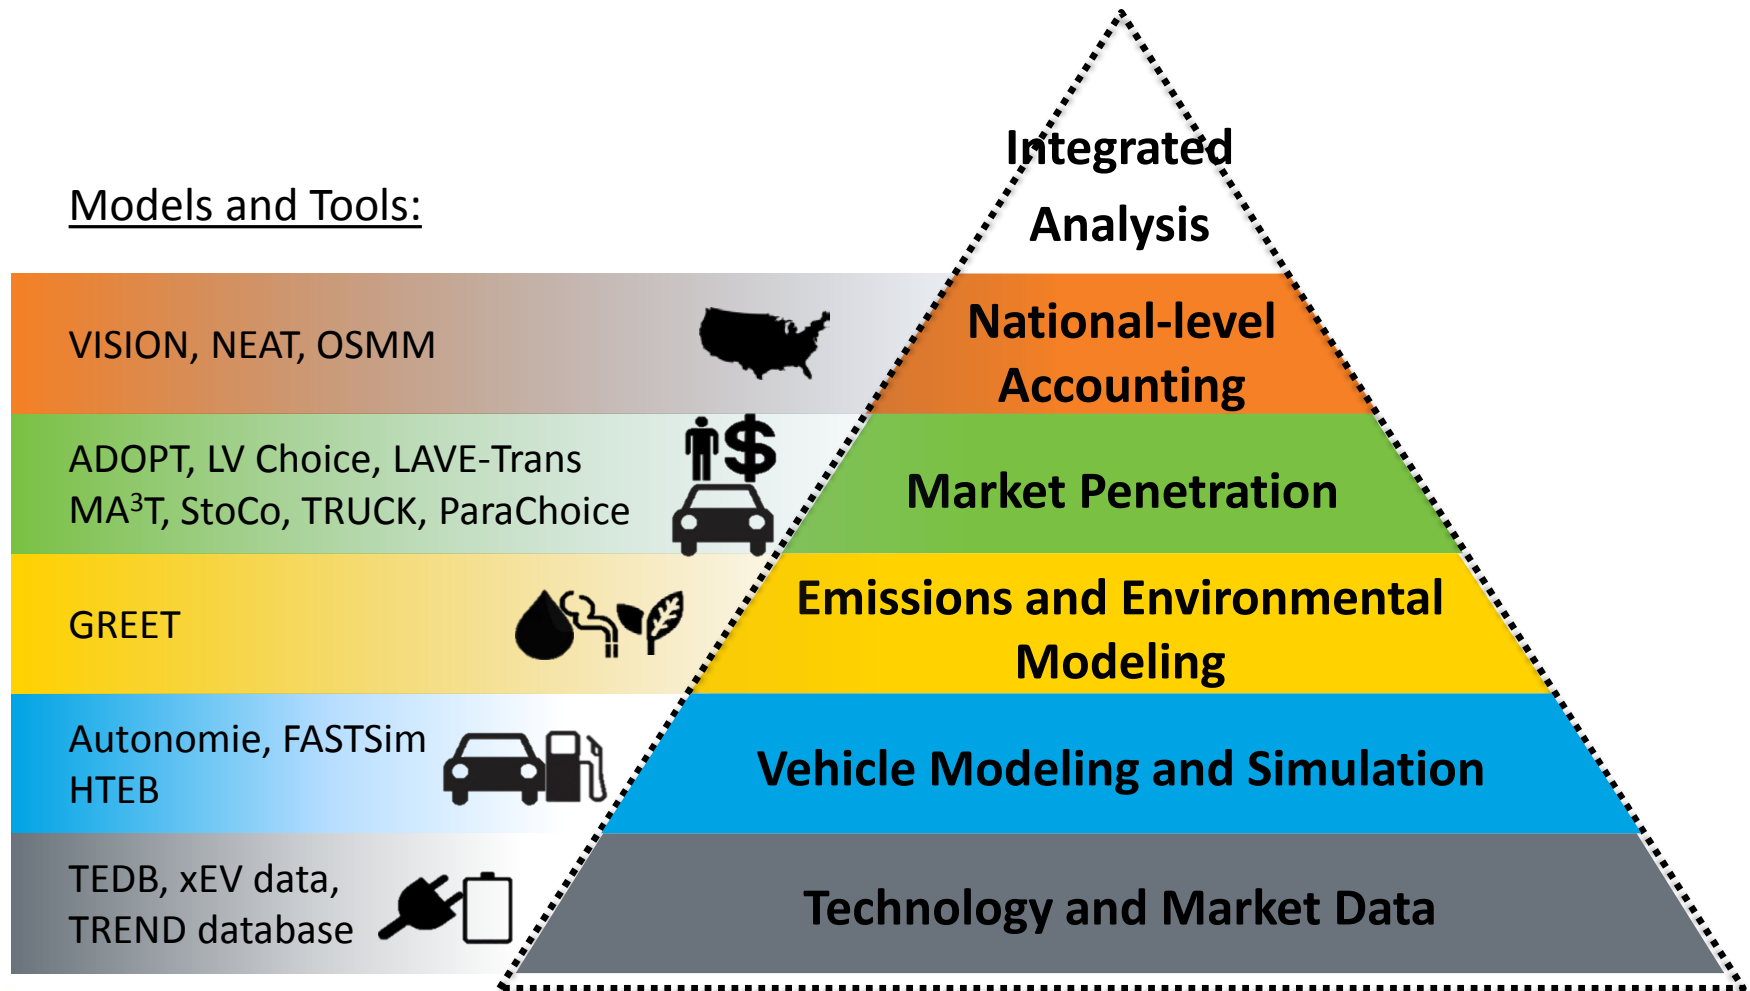 Integrated
Analysis
Models and Tools:
VISION, NEAT, OSMM
National-level
Accounting
ADOPT, LV Choice, LAVE-Trans
MA³T, StoCo, TRUCK, ParaChoice
Market Penetration
GREET
Emissions and Environmental
Modeling
Autonomie, FASTSim
HTEB
Vehicle Modeling and Simulation
TEDB, xEV data,
TREND database
Technology and Market Data